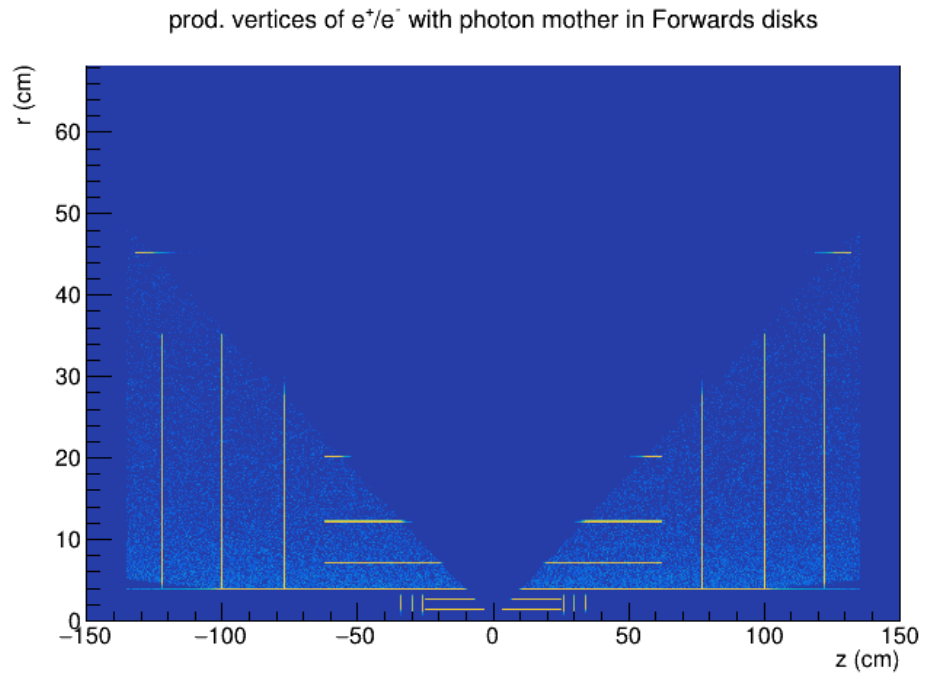 prod. vertices of e⁺/e⁻ with photon mother in Forwards disks
r (cm)
60
50
40
30
20
10
0
−150 −100 −50 0 50 100 150
z (cm)